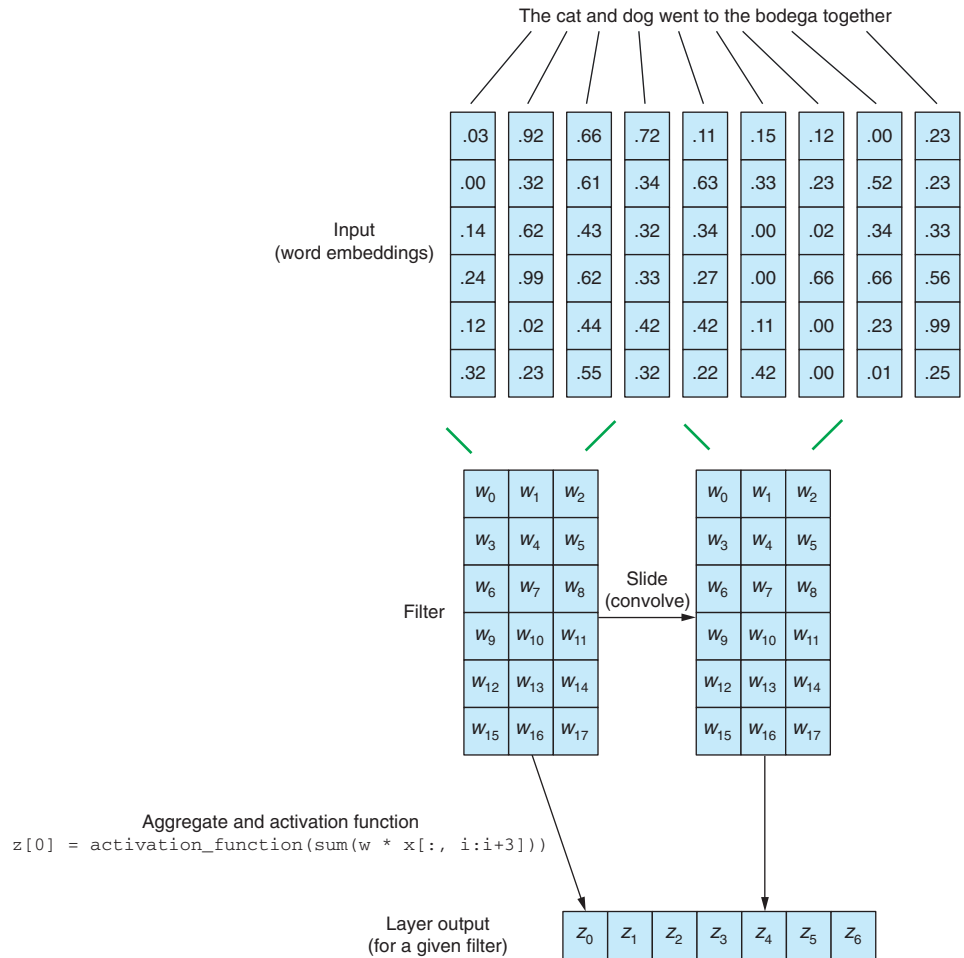 The cat and dog went to the bodega together
.03 .92 .66 .72 .11 .15 .12 .00 .23
.00 .32 .61 .34 .63 .33 .23 .52 .23
Input
(word embeddings)
.14 .62 .43 .32 .34 .00 .02 .34 .33
.24 .99 .62 .33 .27 .00 .66 .66 .56
.12 .02 .44 .42 .42 .11 .00 .23 .99
.32 .23 .55 .32 .22 .42 .00 .01 .25
w0 w1 w2 w0 w1 w2
w3 w4 w5 w3 w4 w5
w6 w7 w8 w6 w7 w8
Filter
Slide
(convolve)
w9 w10 w11 w9 w10 w11
w12 w13 w14 w12 w13 w14
w15 w16 w17 w15 w16 w17
Aggregate and activation function
z[0] = activation_function(sum(w * x[:, i:i+3]))
Layer output
(for a given filter)
z0 z1 z2 z3 z4 z5 z6